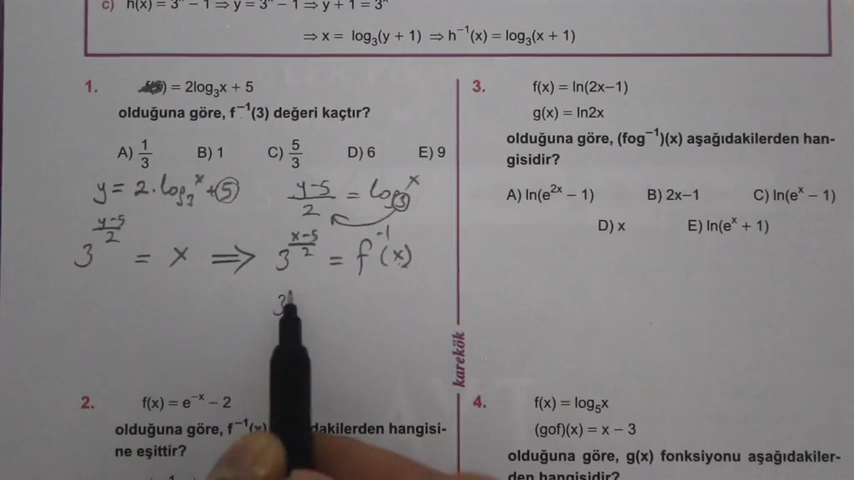 c) h(x) = 3ˣ − 1 ⇒ y = 3ˣ − 1 ⇒ y + 1 = 3ˣ
⇒ x = log₃(y + 1) ⇒ h⁻¹(x) = log₃(x + 1)
1. ) = 2log₃x + 5
olduğuna göre, f⁻¹(3) değeri kaçtır?
A) 1/3 B) 1 C) 5/3 D) 6 E) 9
y = 2.log₃x + 5 (y-5)/2 = log₃x
3^((y-5)/2) = x ⇒ 3^((x-5)/2) = f⁻¹(x)
3
2. f(x) = e⁻ˣ − 2
olduğuna göre, f⁻¹(x) dakilerden hangisi-
ne eşittir?
karekök
3. f(x) = ln(2x−1)
g(x) = ln2x
olduğuna göre, (fog⁻¹)(x) aşağıdakilerden han-
gisidir?
A) ln(e²ˣ − 1) B) 2x−1 C) ln(eˣ − 1)
D) x E) ln(eˣ + 1)
4. f(x) = log₅x
(gof)(x) = x − 3
olduğuna göre, g(x) fonksiyonu aşağıdakiler-
den hangisidir?